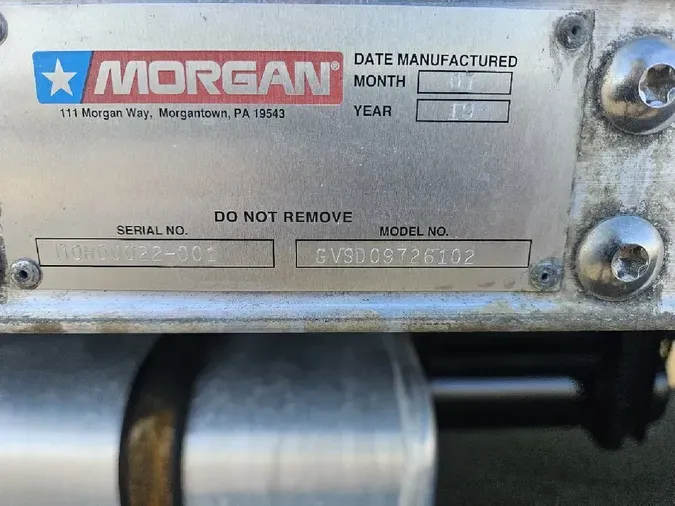 MORGAN®
111 Morgan Way, Morgantown, PA 19543
DATE MANUFACTURED
MONTH 07
YEAR 19
DO NOT REMOVE
SERIAL NO.
MODEL NO.
GVSD09726102